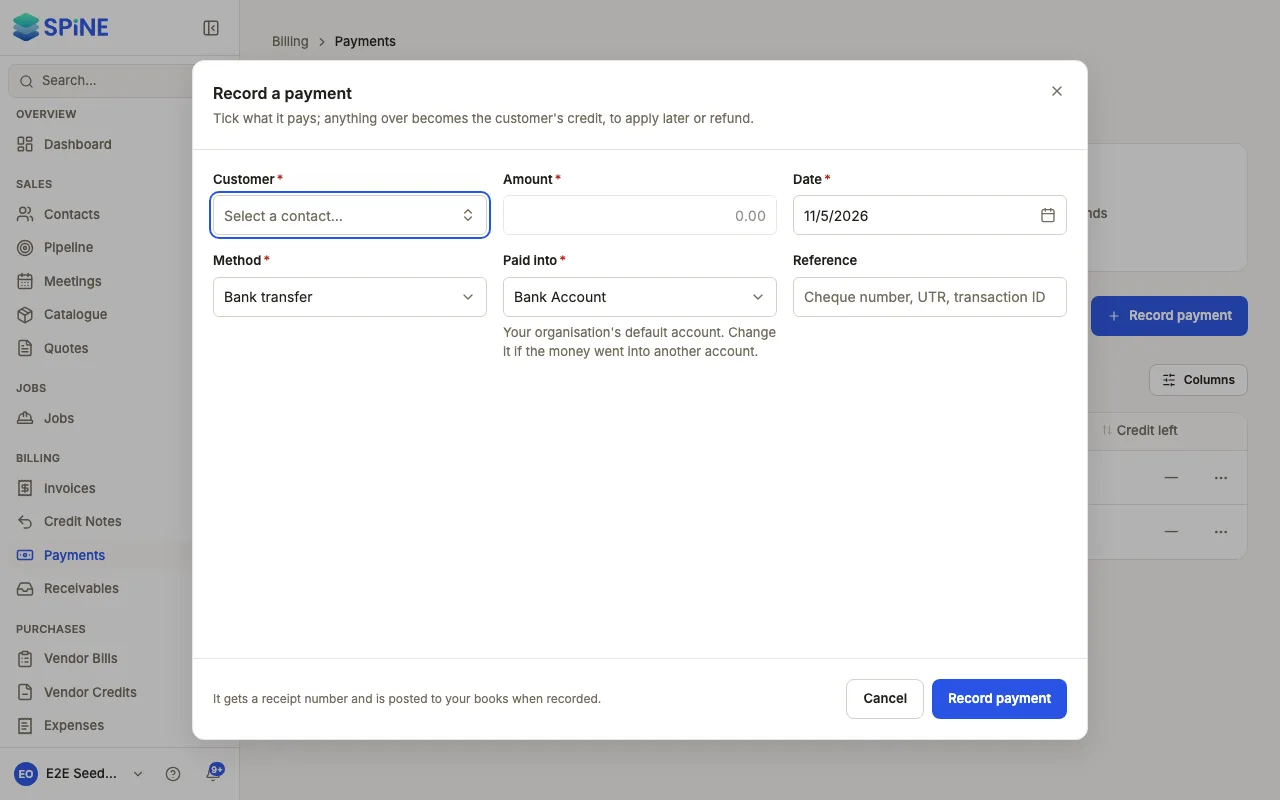 SPiNE
Billing > Payments
Search...
OVERVIEW
Dashboard
SALES
Contacts
Pipeline
Meetings
Catalogue
Quotes
JOBS
Jobs
BILLING
Invoices
Credit Notes
Payments
Receivables
PURCHASES
Vendor Bills
Vendor Credits
Expenses
EO
E2E Seed...
9+
Record a payment
Tick what it pays; anything over becomes the customer's credit, to apply later or refund.
Customer*
Amount*
Date*
Select a contact...
0.00
11/5/2026
Method*
Paid into*
Reference
Bank transfer
Bank Account
Cheque number, UTR, transaction ID
Your organisation's default account. Change
it if the money went into another account.
It gets a receipt number and is posted to your books when recorded.
Cancel
Record payment
nds
+ Record payment
Columns
Credit left
—
—